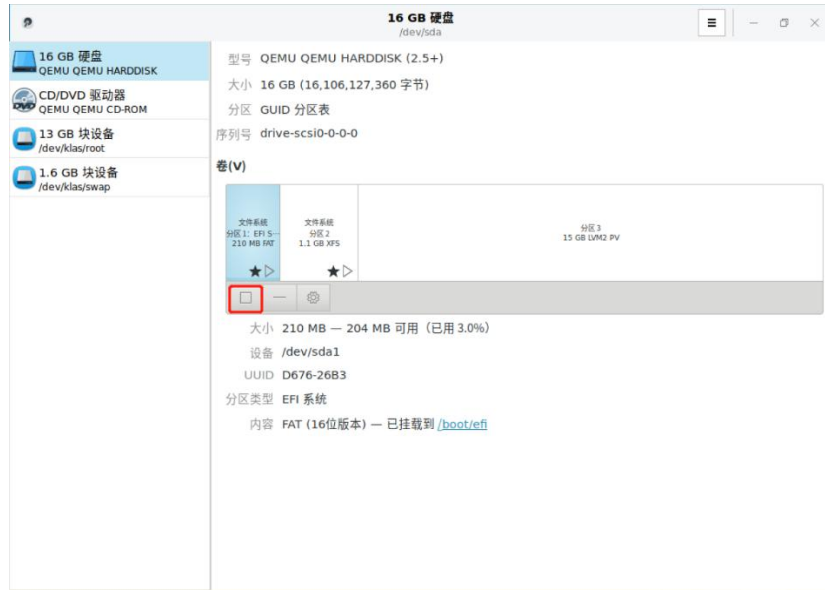 16 GB 硬盘
/dev/sda
16 GB 硬盘
QEMU QEMU HARDDISK
CD/DVD 驱动器
QEMU QEMU CD-ROM
13 GB 块设备
/dev/klas/root
1.6 GB 块设备
/dev/klas/swap
型号 QEMU QEMU HARDDISK (2.5+)
大小 16 GB (16,106,127,360 字节)
分区 GUID 分区表
序列号 drive-scsi0-0-0-0
卷(V)
文件系统
分区 1: EFI S…
210 MB FAT
文件系统
分区 2
1.1 GB XFS
分区 3
15 GB LVM2 PV
大小 210 MB — 204 MB 可用（已用 3.0%）
设备 /dev/sda1
UUID D676-26B3
分区类型 EFI 系统
内容 FAT (16位版本) — 已挂载到 /boot/efi